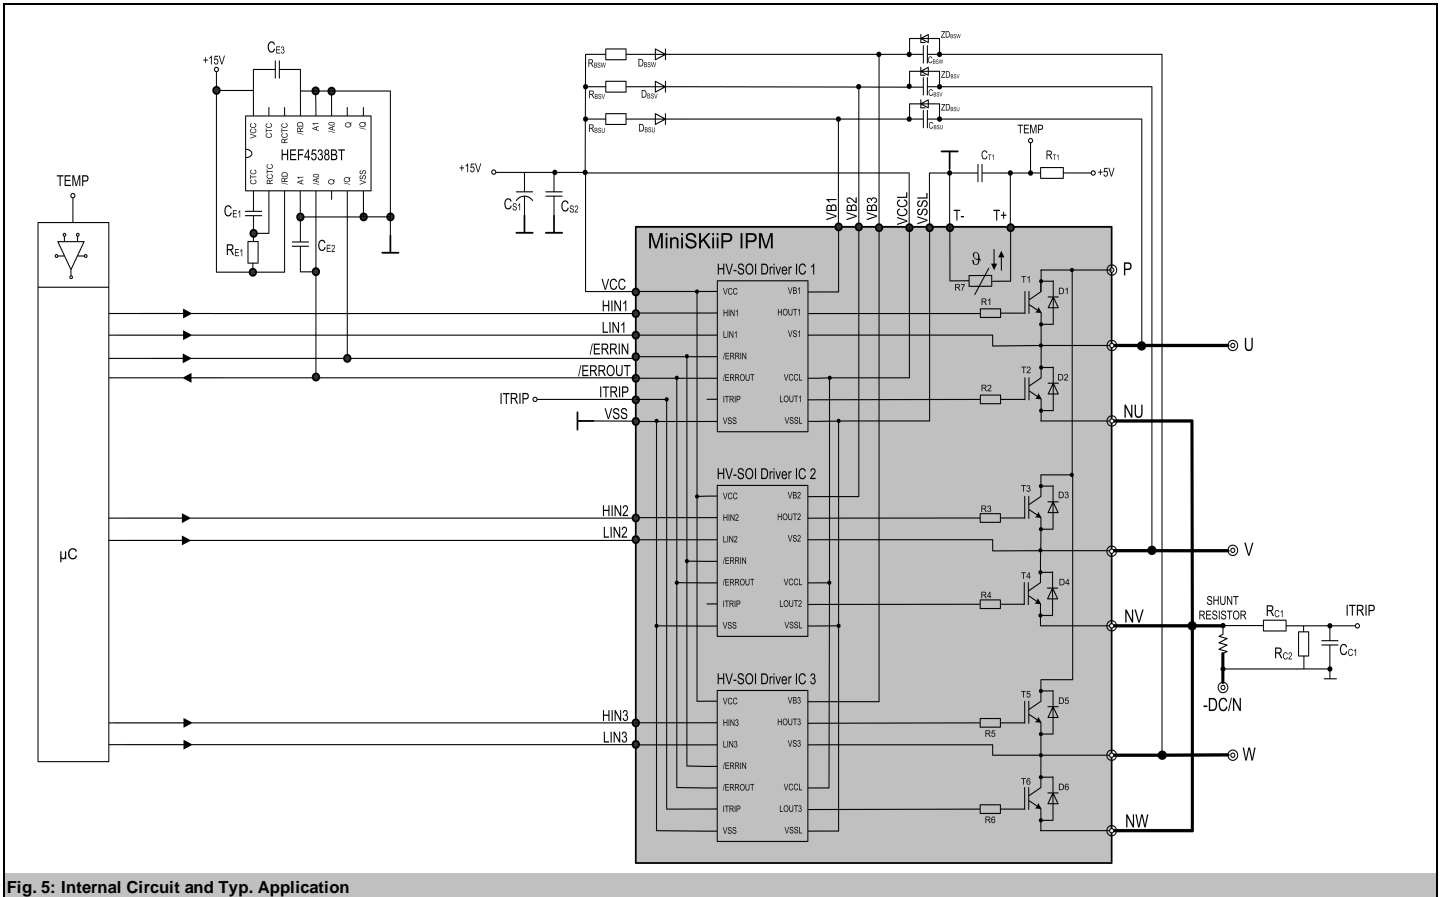 +15V
CE3
VCC CTC RCTC /RD A1 /A0 Q /Q
HEF4538BT
CTC RCTC /RD A1 /A0 Q /Q VSS
CE1
RE1
CE2
TEMP
µC
+15V
CS1
CS2
RBSW
DBSW
CBSW
ZDBSW
RBSV
DBSV
CBSV
ZDBSV
RBSU
DBSU
CBSU
ZDBSU
TEMP
CT1
RT1
+5V
VB1 VB2 VB3 VCCL VSSL T- T+
MiniSKiiP IPM
VCC
HIN1
LIN1
/ERRIN
/ERROUT
ITRIP
ITRIP
VSS
HIN2
LIN2
HIN3
LIN3
HV-SOI Driver IC 1
VCC VB1
HIN1 HOUT1
LIN1 VS1
/ERRIN
/ERROUT VCCL
ITRIP LOUT1
VSS VSSL
HV-SOI Driver IC 2
VCC VB2
HIN2 HOUT2
LIN2 VS2
/ERRIN
/ERROUT VCCL
ITRIP LOUT2
VSS VSSL
HV-SOI Driver IC 3
VCC VB3
HIN3 HOUT3
LIN3 VS3
/ERRIN
/ERROUT VCCL
ITRIP LOUT3
VSS VSSL
ϑ
R7
R1
T1
D1
R2
T2
D2
R3
T3
D3
R4
T4
D4
R5
T5
D5
R6
T6
D6
P
U
NU
V
NV
W
NW
SHUNT
RESISTOR
RC1
RC2
CC1
ITRIP
-DC/N
Fig. 5: Internal Circuit and Typ. Application